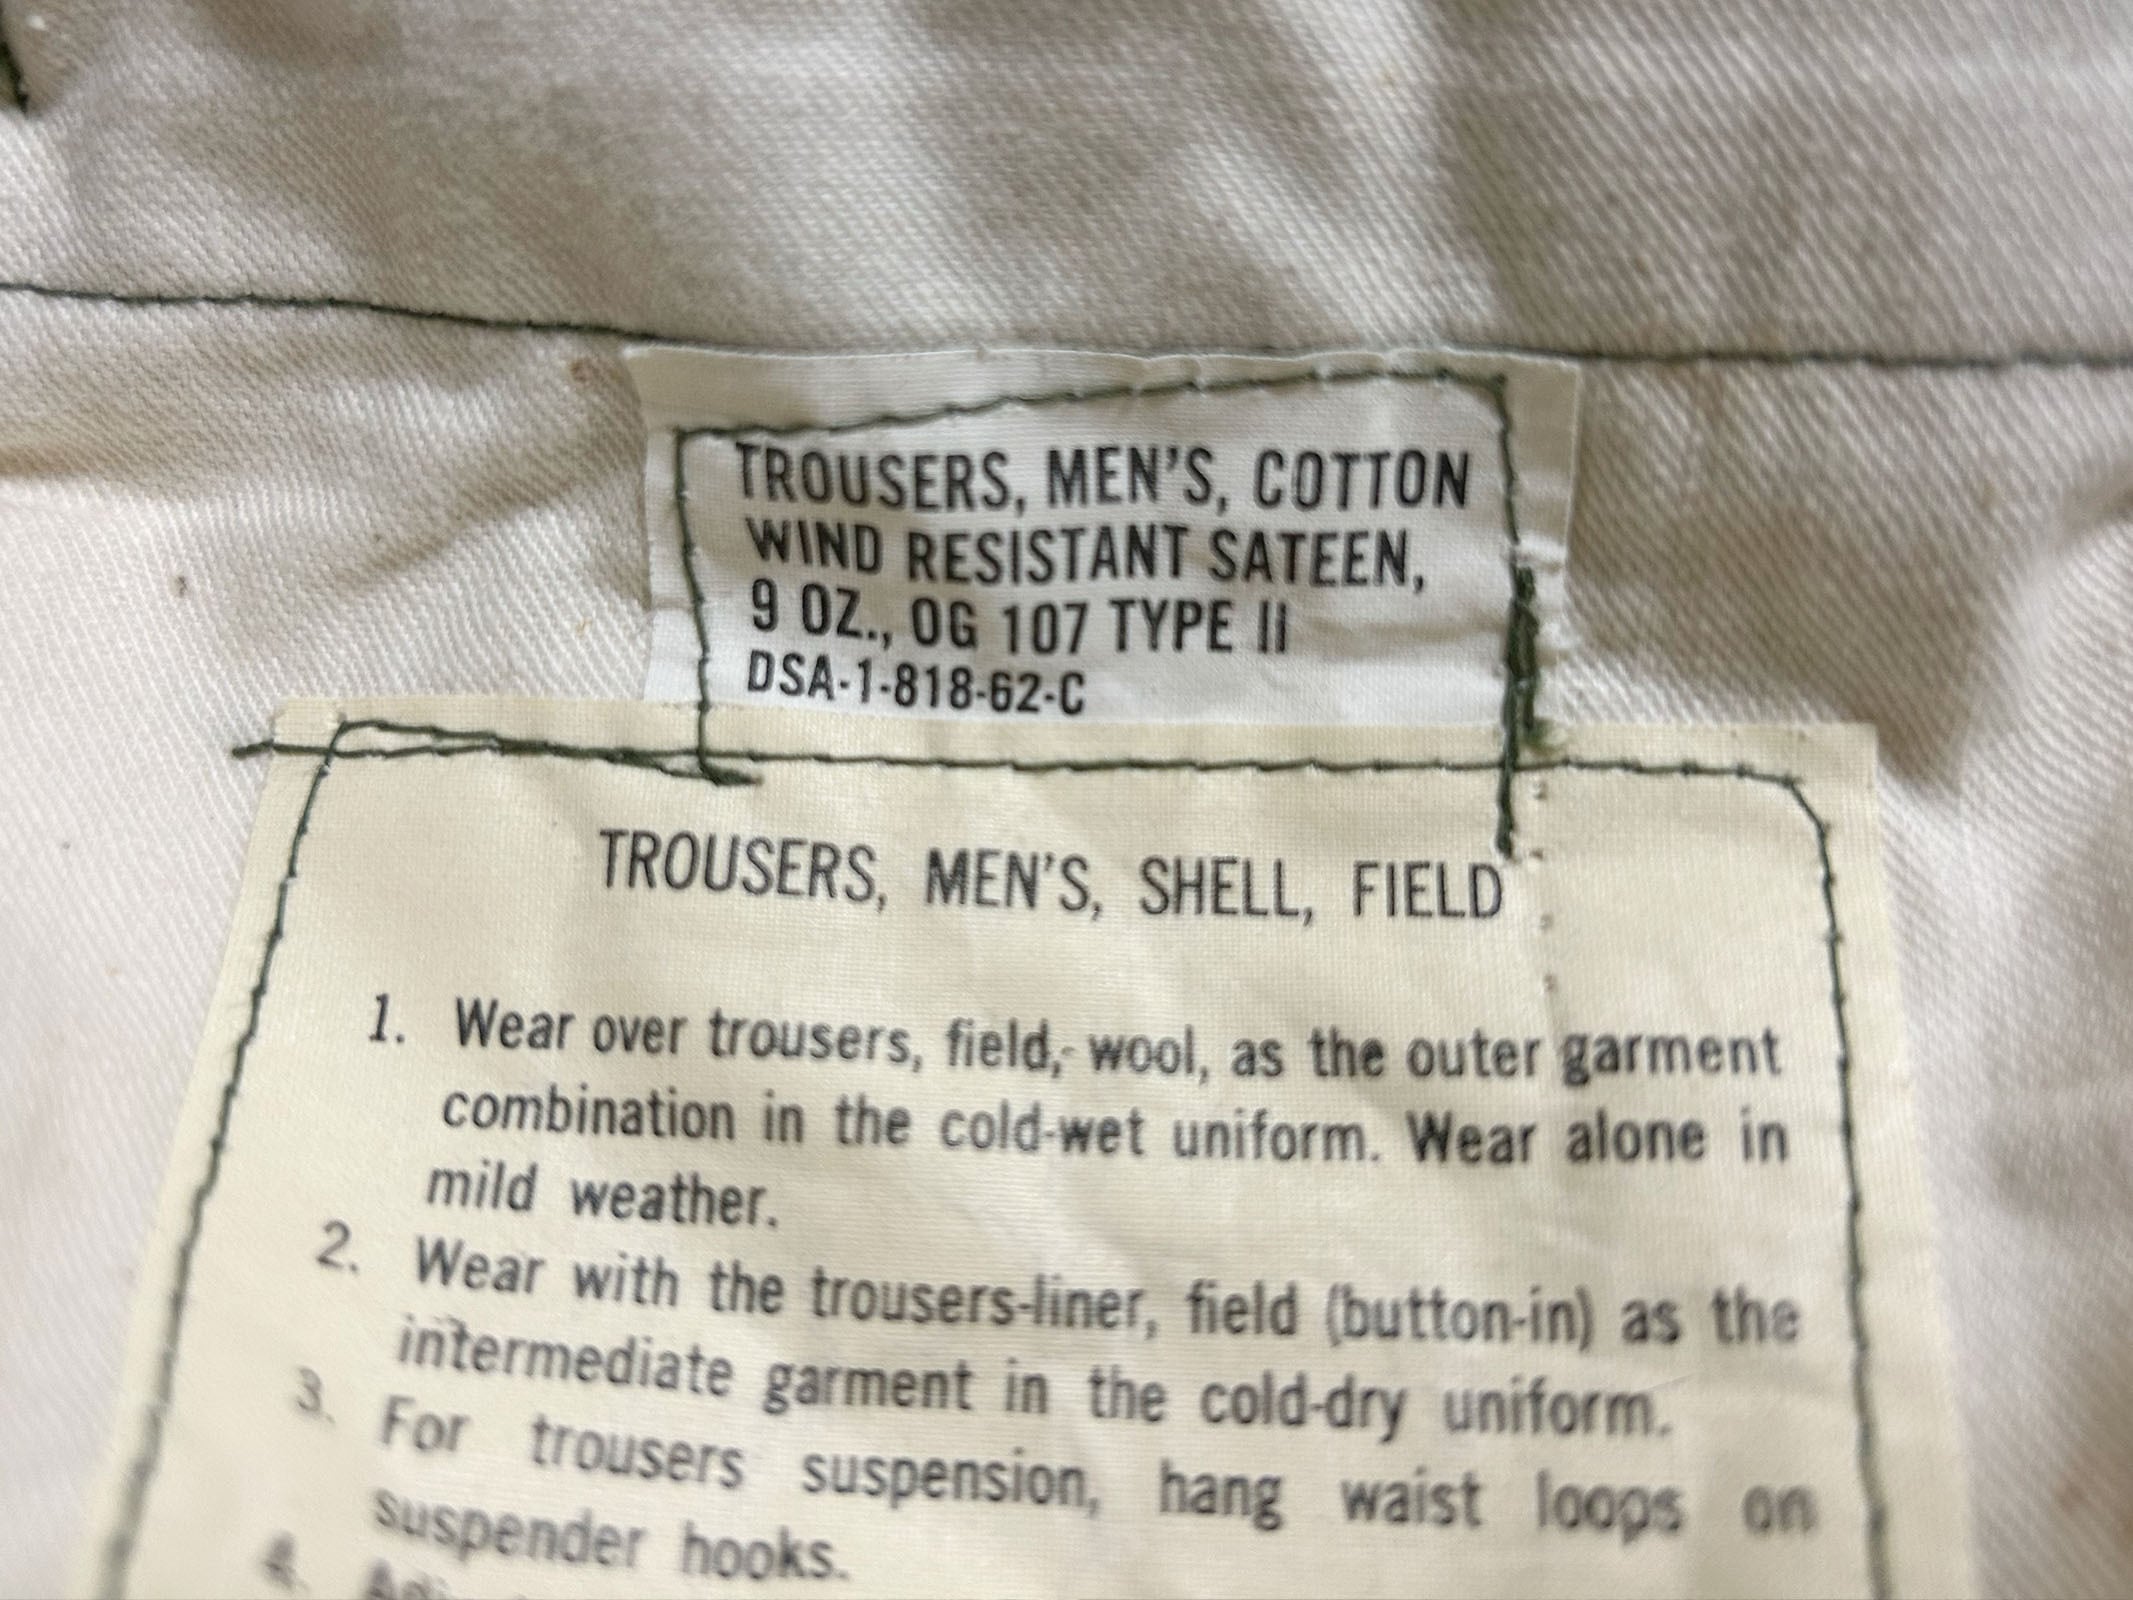 TROUSERS, MEN'S, COTTON
WIND RESISTANT SATEEN,
9 OZ., OG 107 TYPE II
DSA-1-818-62-C
TROUSERS, MEN'S, SHELL, FIELD
1. Wear over trousers, field, wool, as the outer garment
combination in the cold-wet uniform. Wear alone in
mild weather.
2. Wear with the trousers-liner, field (button-in) as the
intermediate garment in the cold-dry uniform.
3. For trousers suspension, hang waist loops on
suspender hooks.
4.